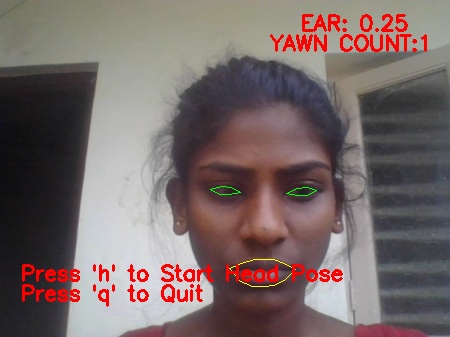 EAR: 0.25
YAWN COUNT:1
Press 'h' to Start Head Pose
Press 'q' to Quit